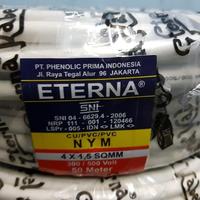 PT. PHENOLIC PRIMA INDONESIA
Jl. Raya Tegal Alur 96 JAKARTA
ETERNA®
SNI
SNI 04 - 6629.4 - 2006
NRP 111 - 001 - 120466
LSPr - 005 - IDN <> LMK <>
CU/PVC/PVC
NYM
4 X 1,5 SQMM
300 / 500 Volt
50 Meter